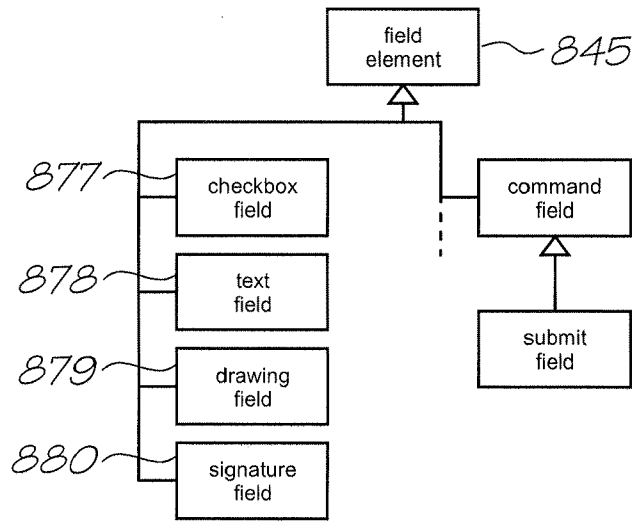 field
element
845
877
checkbox
field
command
field
878
text
field
879
drawing
field
submit
field
880
signature
field